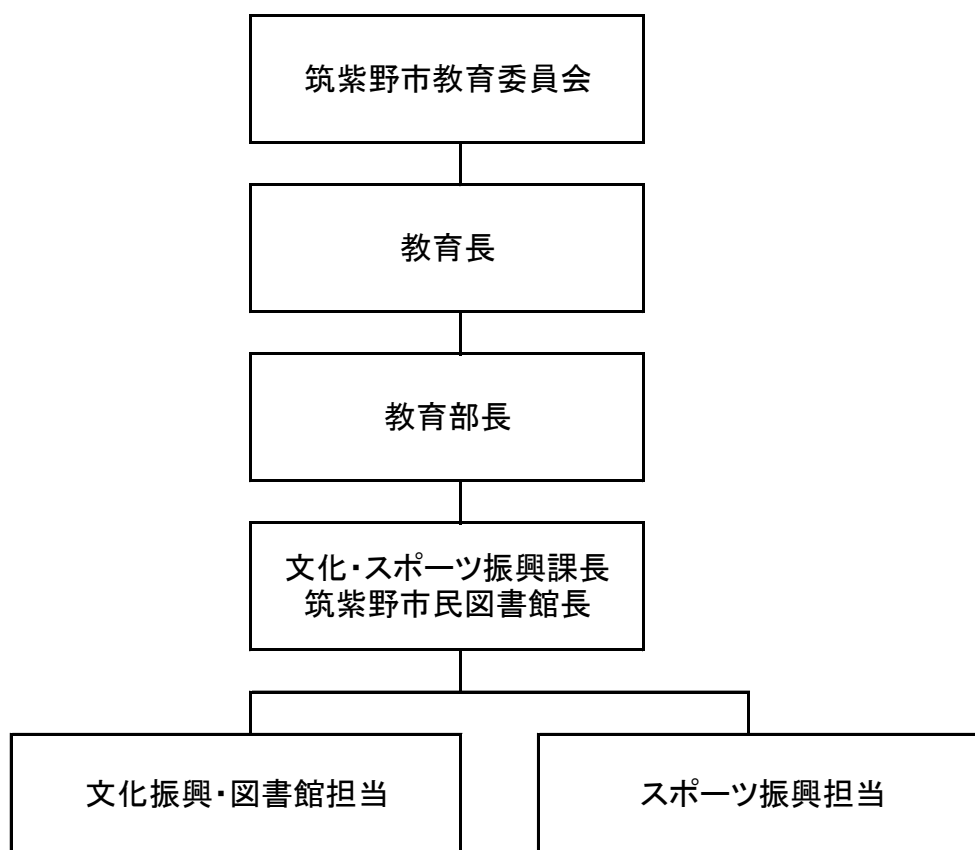 筑紫野市教育委員会
教育長
教育部長
文化・スポーツ振興課長
筑紫野市民図書館長
文化振興・図書館担当
スポーツ振興担当